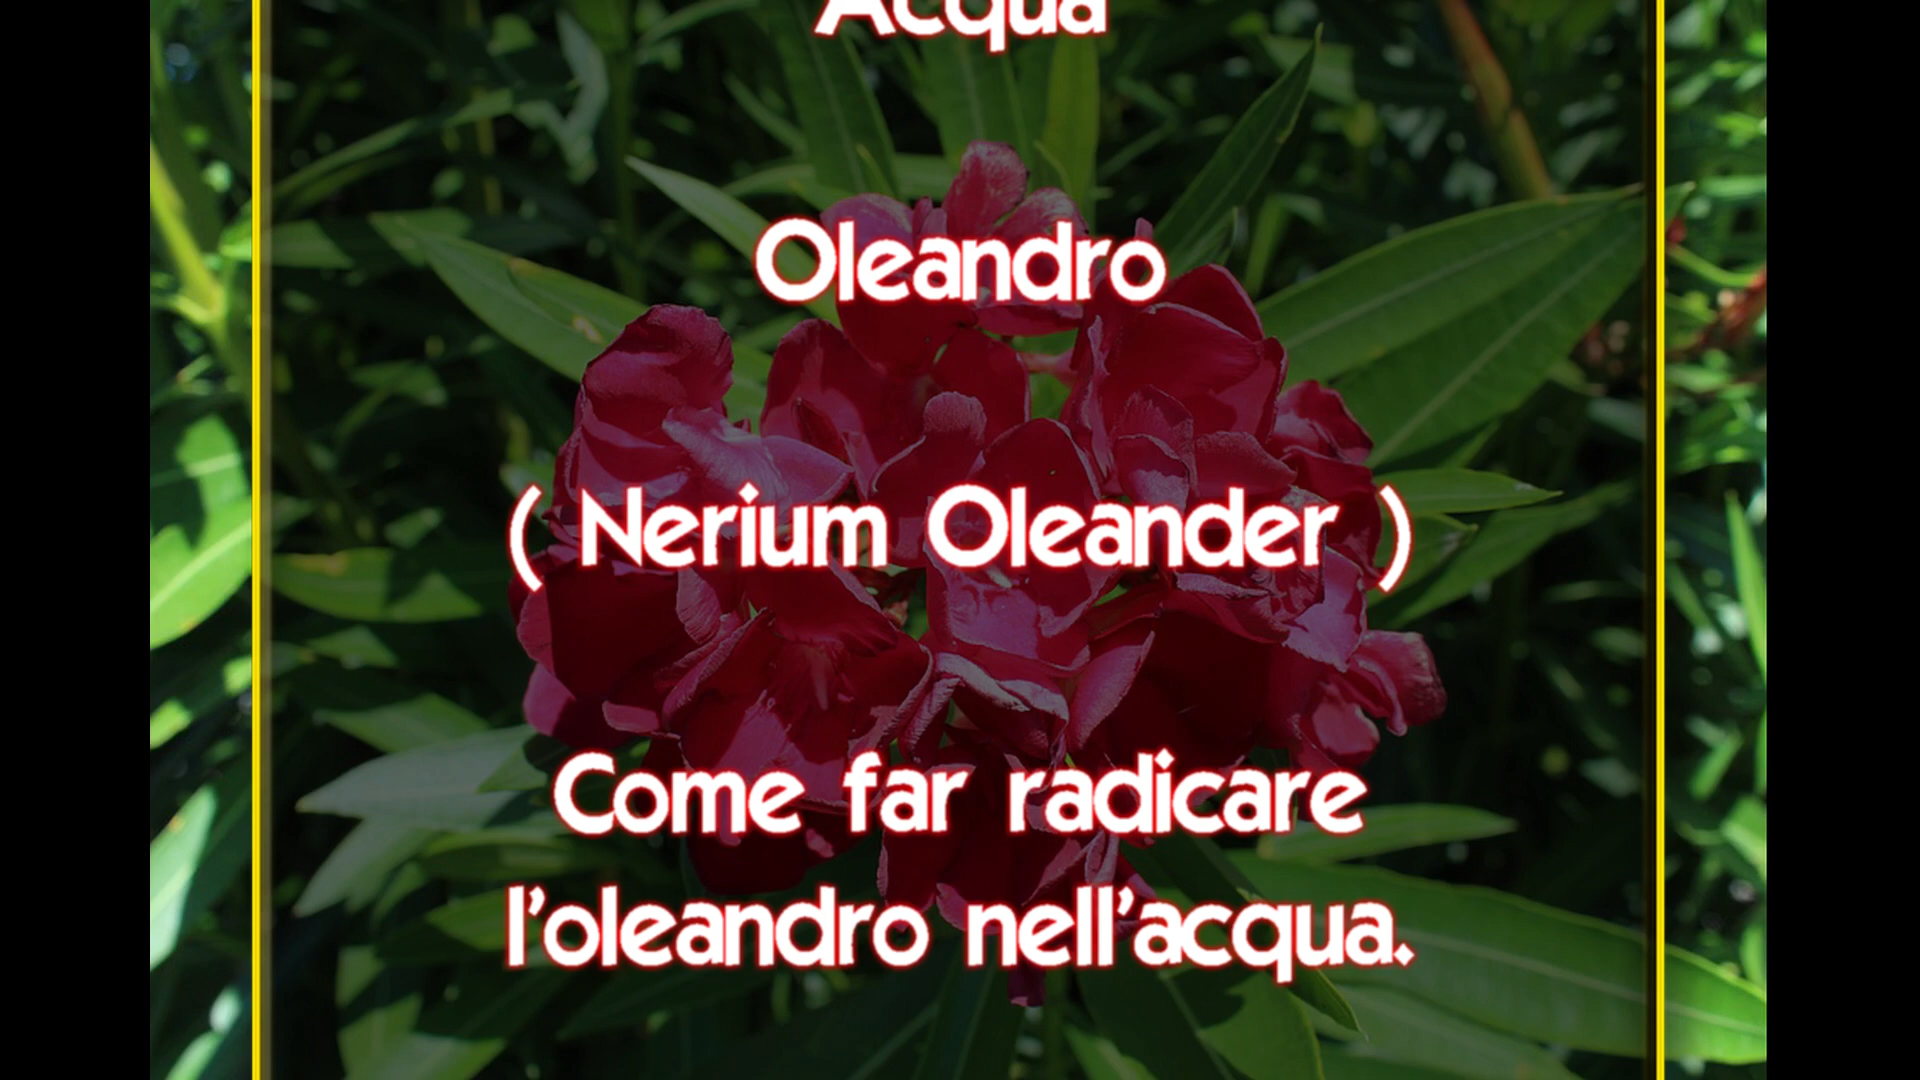 Acqua
Oleandro
( Nerium Oleander )
Come far radicare
l'oleandro nell'acqua.